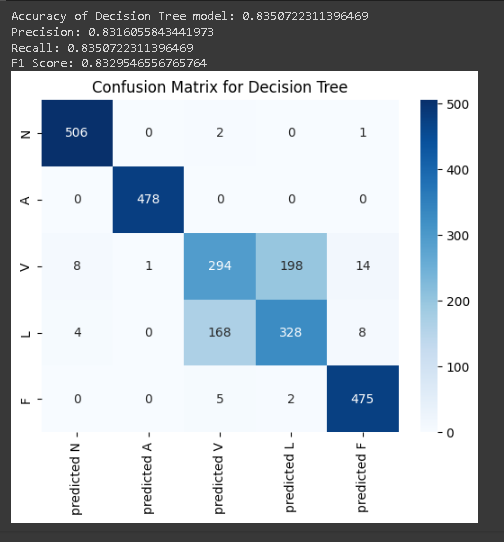 Accuracy of Decision Tree model: 0.8350722311396469
Precision: 0.8316055843441973
Recall: 0.8350722311396469
F1 Score: 0.8329546556765764
Confusion Matrix for Decision Tree
N 506 0 2 0 1
A 0 478 0 0 0
V 8 1 294 198 14
L 4 0 168 328 8
F 0 0 5 2 475
predicted N predicted A predicted V predicted L predicted F
500
400
300
200
100
0